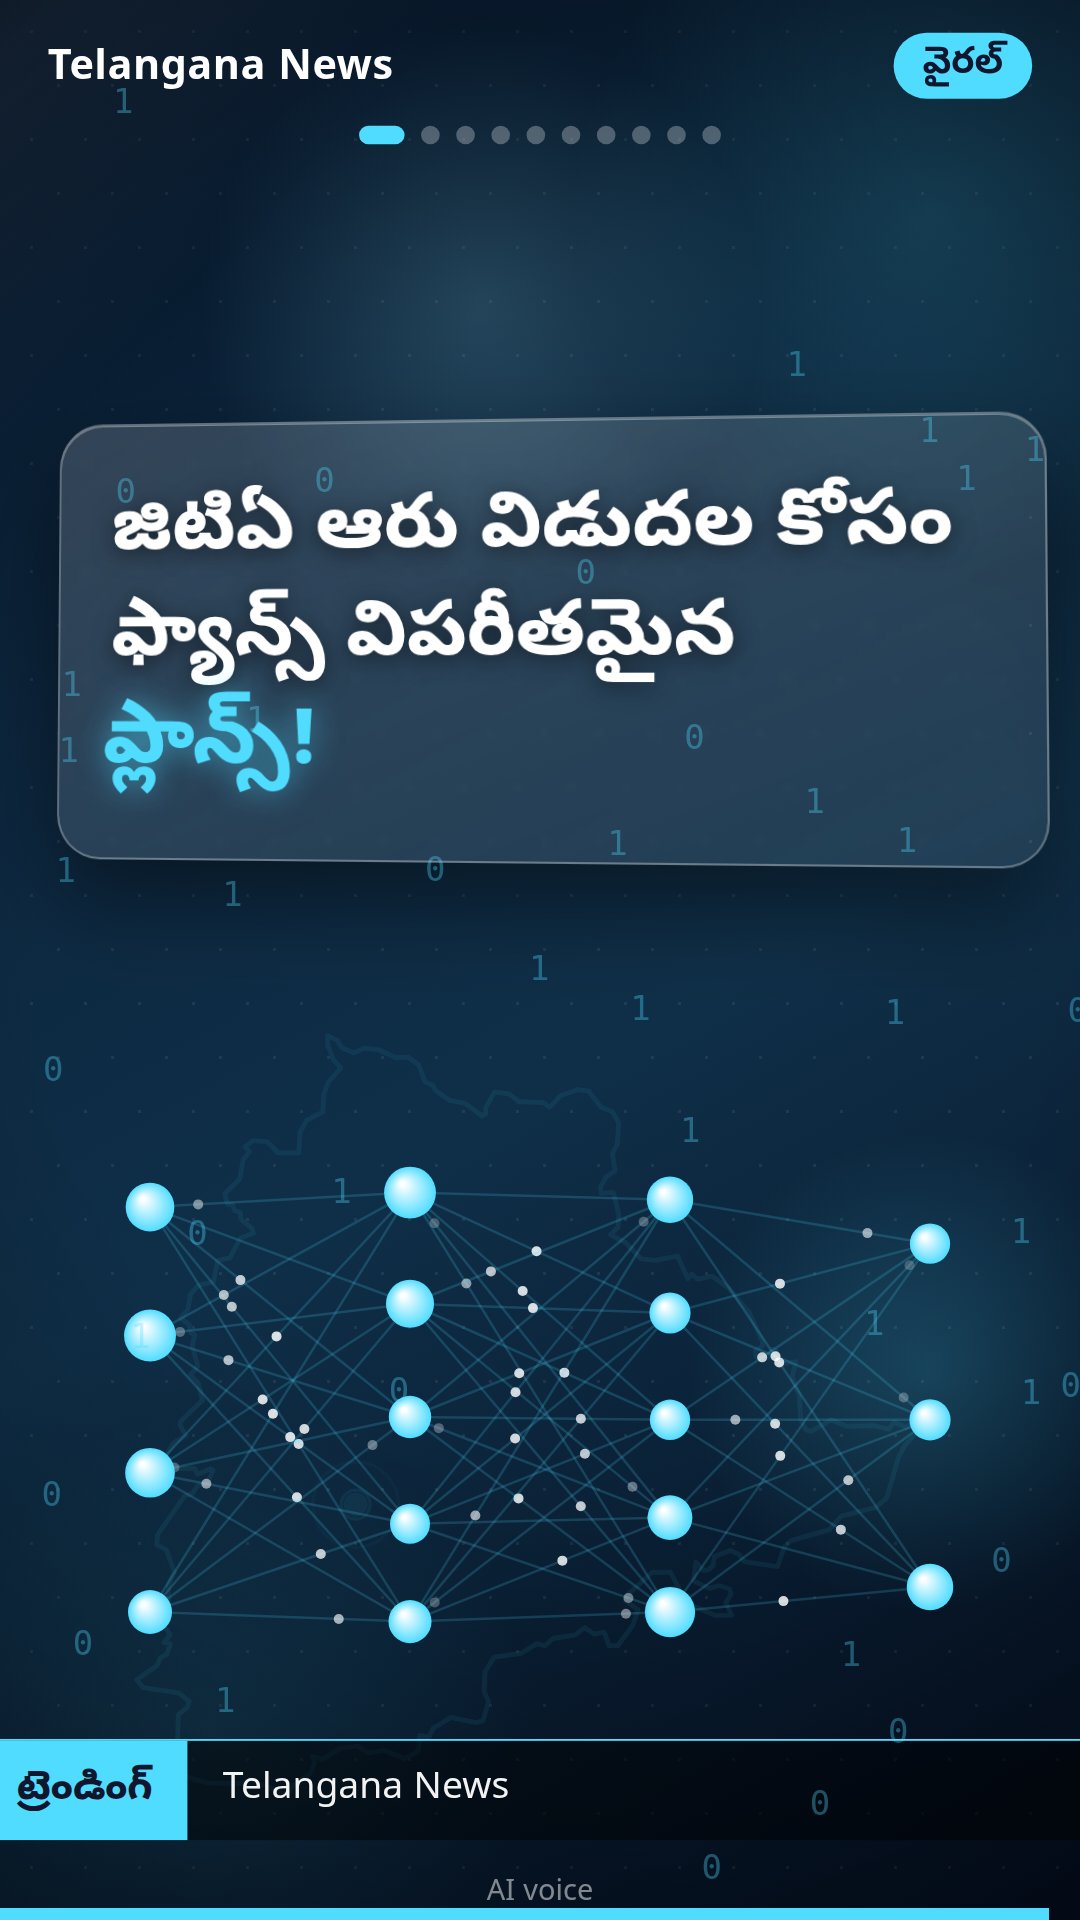 Telangana News
వైరల్
జిటిఏ ఆరు విడుదల కోసం
ఫ్యాన్స్ విపరీతమైన
ప్లాన్స్!
ట్రెండింగ్
Telangana News
AI voice